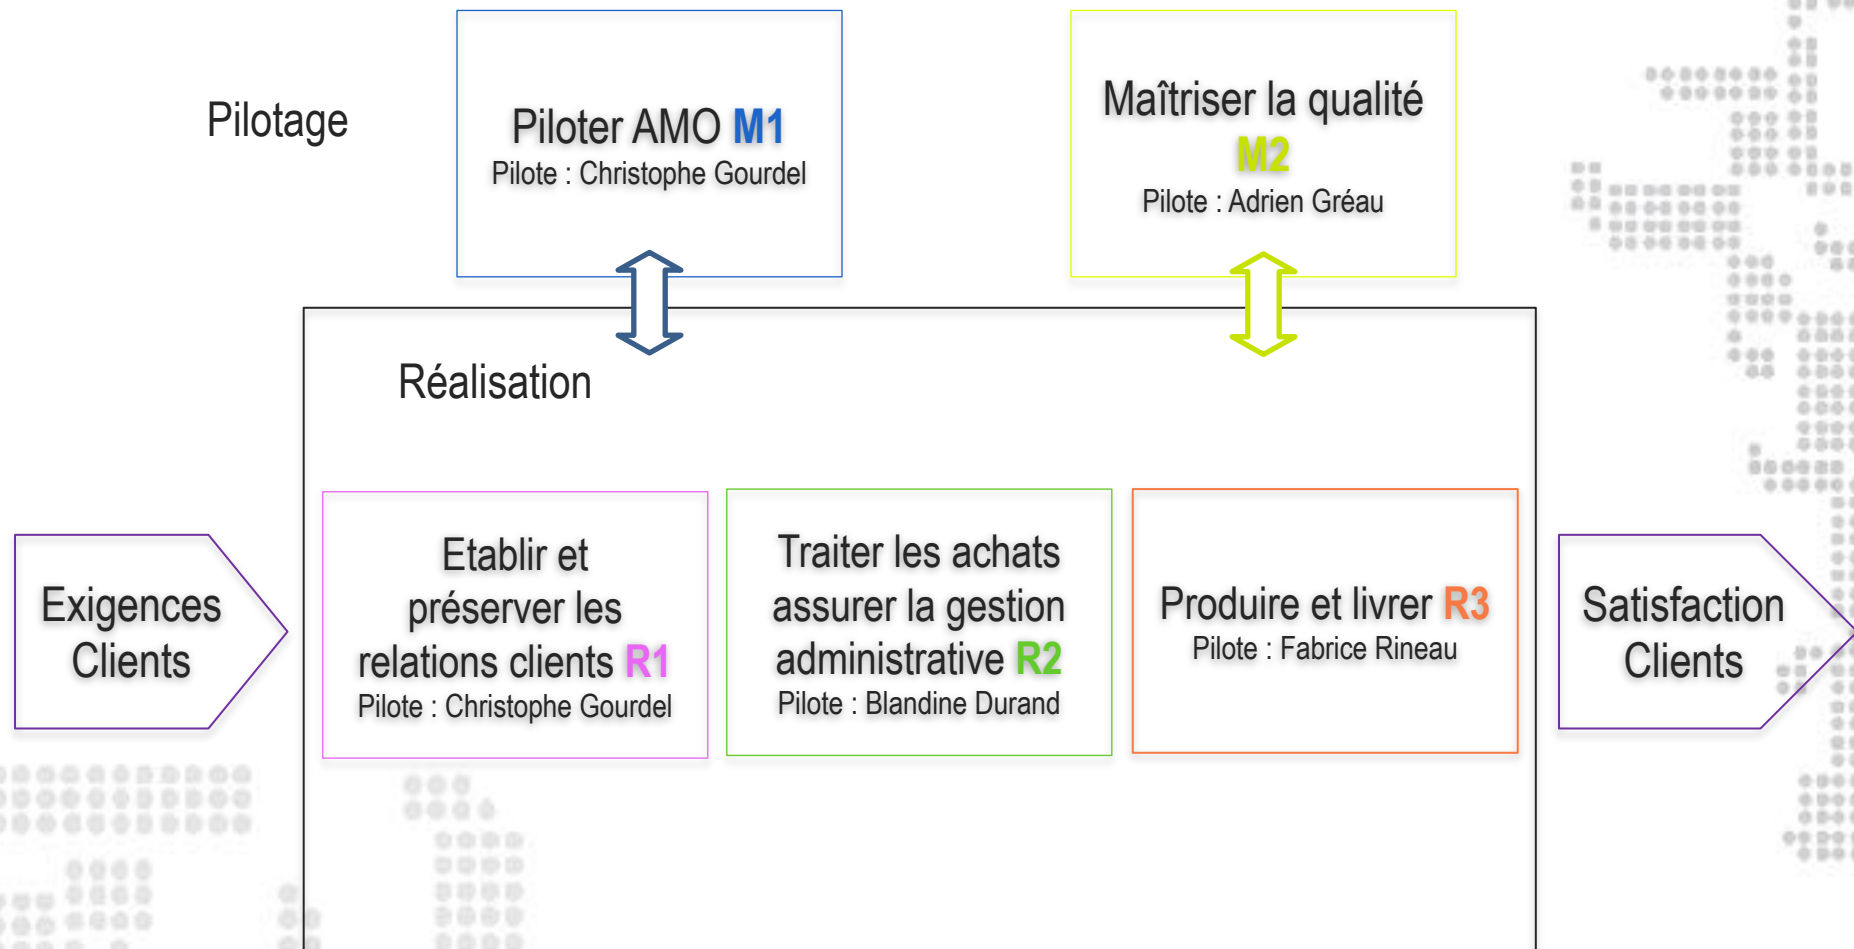 Pilotage
Piloter AMO M1
Pilote : Christophe Gourdel
Maîtriser la qualité
M2
Pilote : Adrien Gréau
Réalisation
Exigences
Clients
Etablir et
préserver les
relations clients R1
Pilote : Christophe Gourdel
Traiter les achats
assurer la gestion
administrative R2
Pilote : Blandine Durand
Produire et livrer R3
Pilote : Fabrice Rineau
Satisfaction
Clients